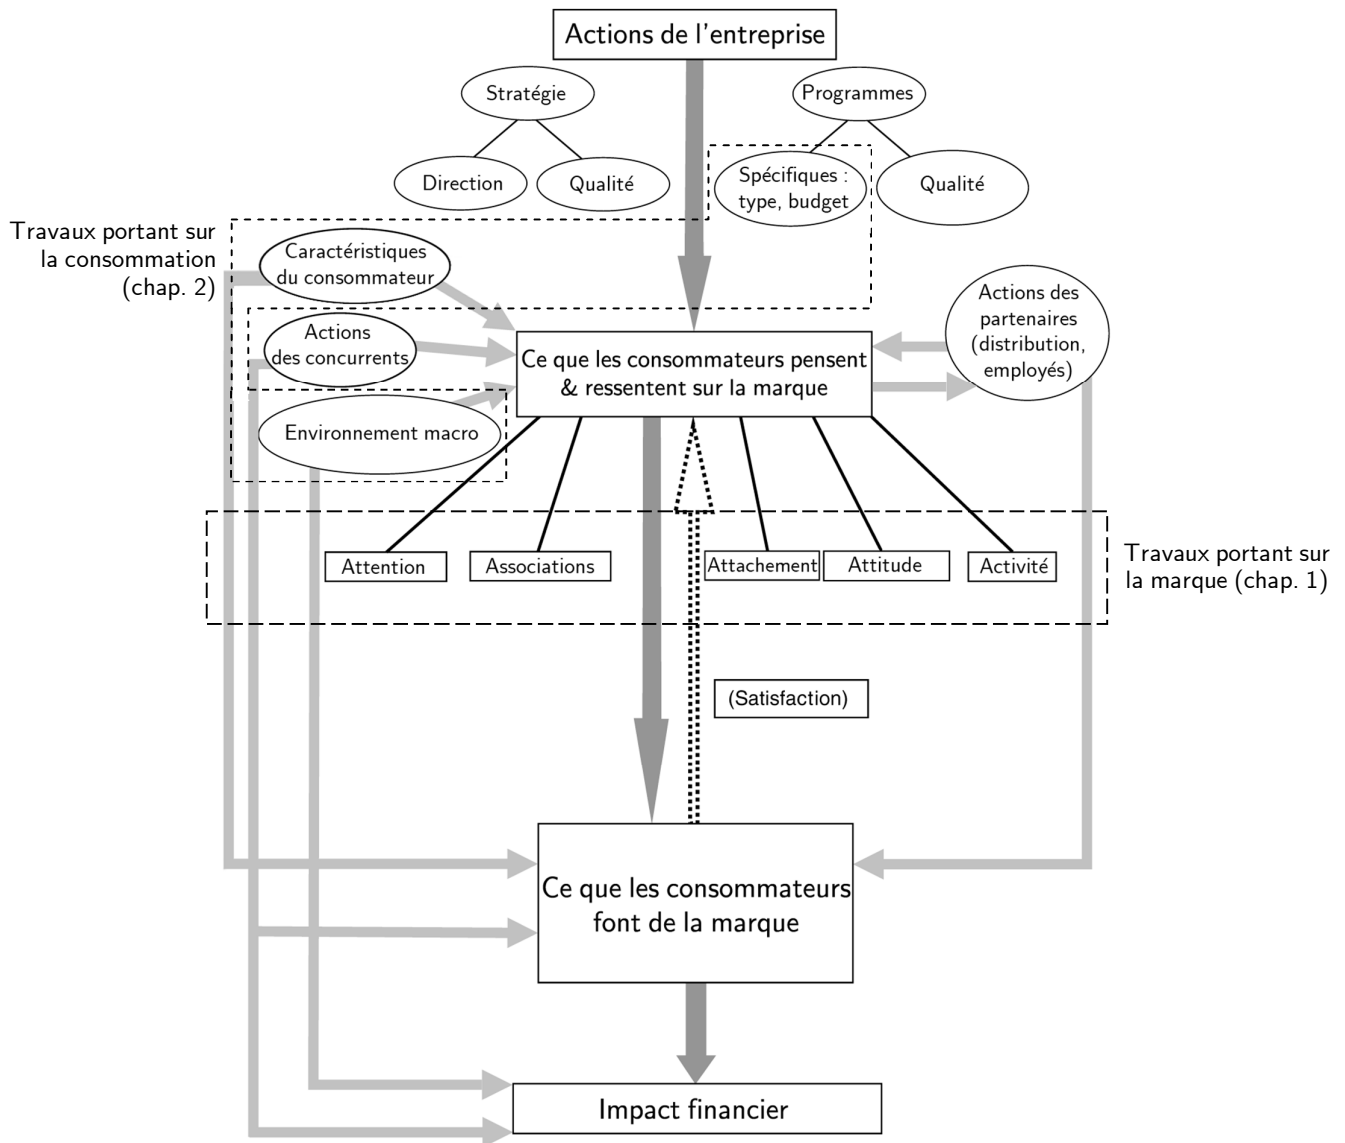 Actions de l'entreprise
Stratégie
Programmes
Direction
Qualité
Spécifiques :
type, budget
Qualité
Travaux portant sur
la consommation
(chap. 2)
Caractéristiques
du consommateur
Actions
des concurrents
Environnement macro
Ce que les consommateurs pensent
& ressentent sur la marque
Actions des
partenaires
(distribution,
employés)
Attention
Associations
Attachement
Attitude
Activité
Travaux portant sur
la marque (chap. 1)
(Satisfaction)
Ce que les consommateurs
font de la marque
Impact financier